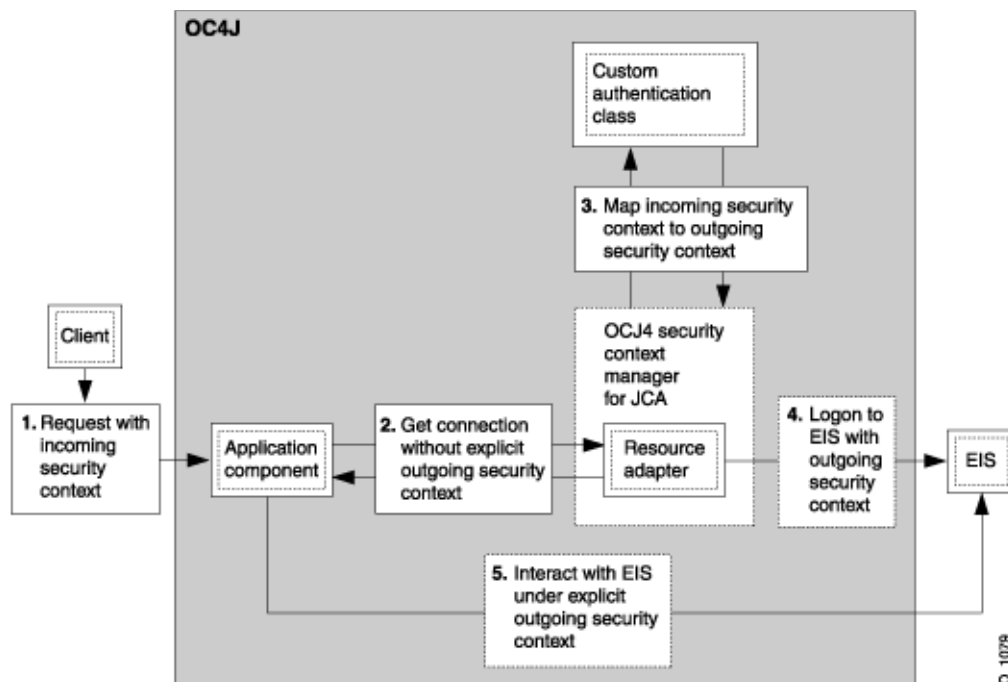 OC4J
Custom
authentication
class
3. Map incoming security
context to outgoing
security context
Client
OCJ4 security
context
manager
for JCA
1. Request with
incoming
security
context
Application
component
2. Get connection
without explicit
outgoing security
context
Resource
adapter
4. Logon to
EIS with
outgoing
security
context
EIS
5. Interact with EIS
under explicit
outgoing security
context
O_1079